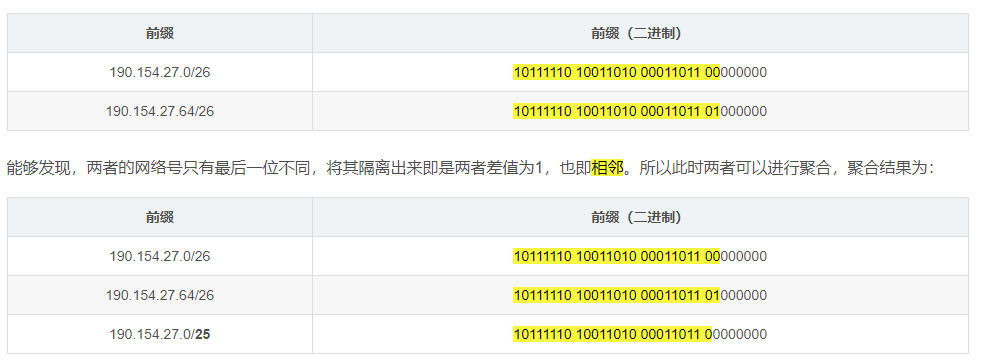 前缀 前缀（二进制）
190.154.27.0/26 10111110 10011010 00011011 00000000
190.154.27.64/26 10111110 10011010 00011011 01000000
能够发现，两者的网络号只有最后一位不同，将其隔离出来即是两者差值为1，也即相邻。所以此时两者可以进行聚合，聚合结果为：
前缀 前缀（二进制）
190.154.27.0/26 10111110 10011010 00011011 00000000
190.154.27.64/26 10111110 10011010 00011011 01000000
190.154.27.0/25 10111110 10011010 00011011 00000000